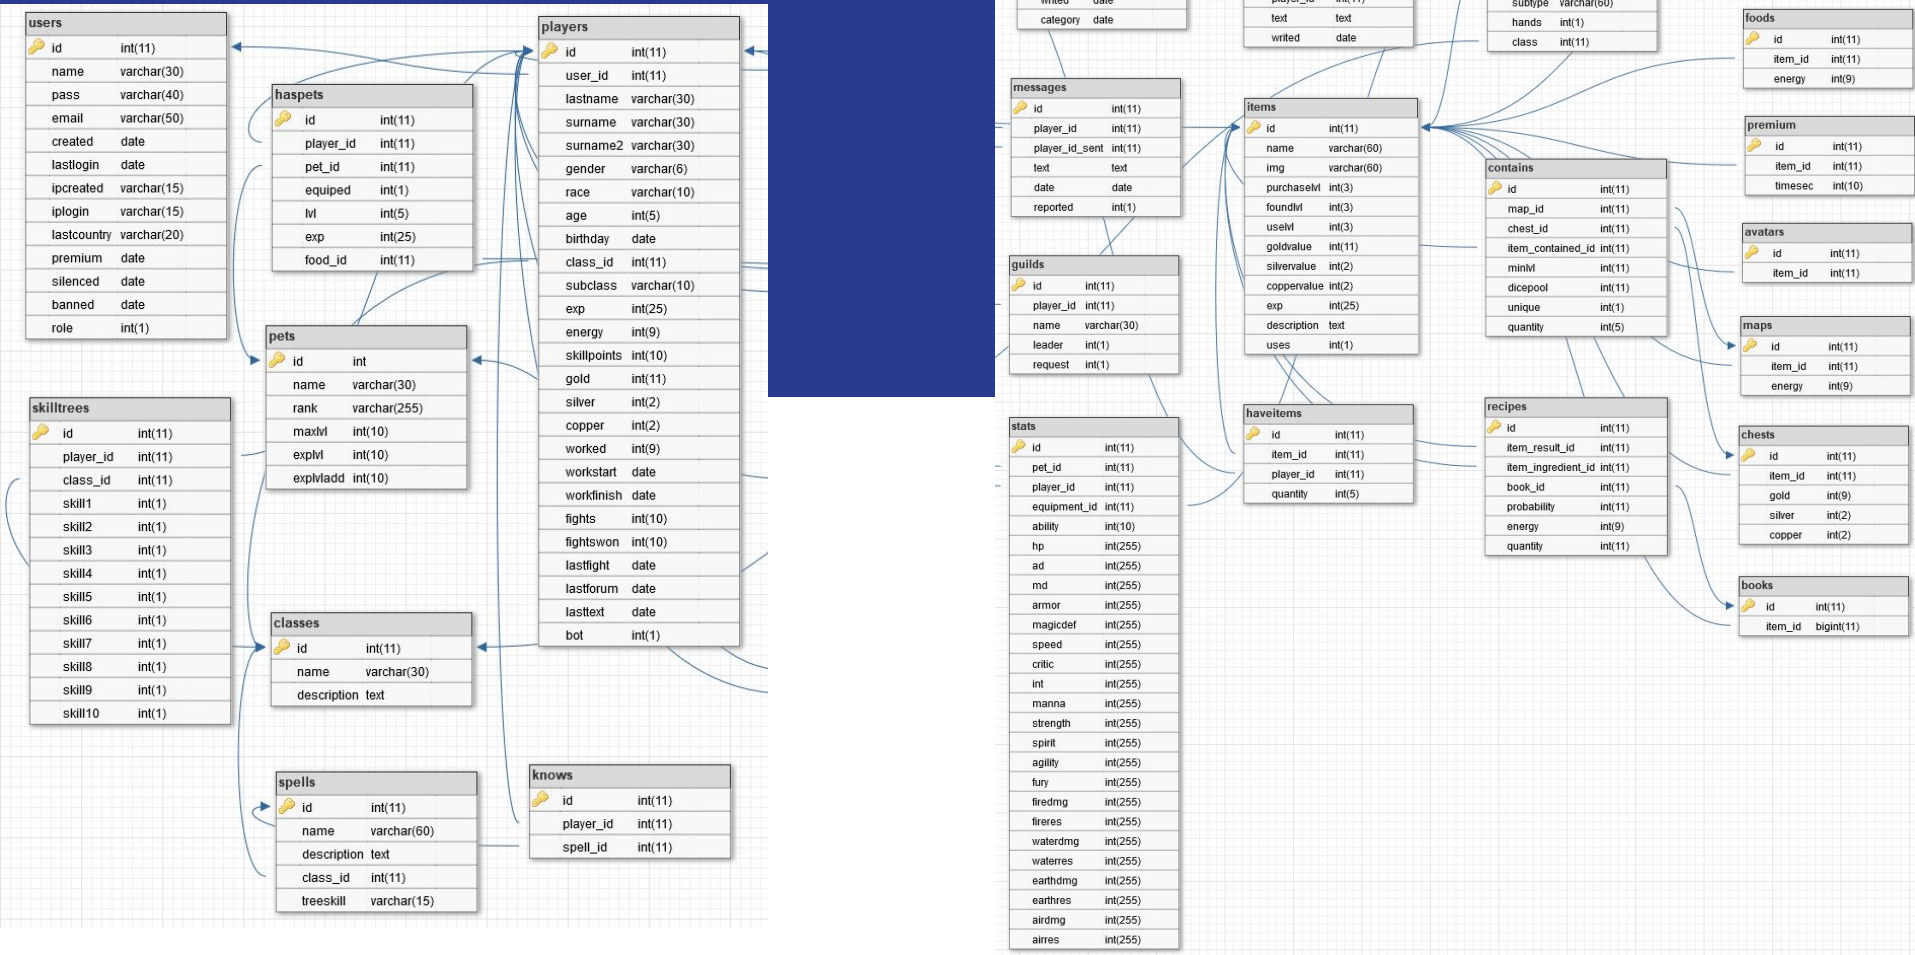 users
id int(11)
name varchar(30)
pass varchar(40)
email varchar(50)
created date
lastlogin date
ipcreated varchar(15)
iplogin varchar(15)
lastcountry varchar(20)
premium date
silenced date
banned date
role int(1)
haspets
id int(11)
player_id int(11)
pet_id int(11)
equiped int(1)
lvl int(5)
exp int(25)
food_id int(11)
pets
id int
name varchar(30)
rank varchar(255)
maxlvl int(10)
explvl int(10)
explvladd int(10)
skilltrees
id int(11)
player_id int(11)
class_id int(11)
skill1 int(1)
skill2 int(1)
skill3 int(1)
skill4 int(1)
skill5 int(1)
skill6 int(1)
skill7 int(1)
skill8 int(1)
skill9 int(1)
skill10 int(1)
classes
id int(11)
name varchar(30)
description text
spells
id int(11)
name varchar(60)
description text
class_id int(11)
treeskill varchar(15)
players
id int(11)
user_id int(11)
lastname varchar(30)
surname varchar(30)
surname2 varchar(30)
gender varchar(6)
race varchar(10)
age int(5)
birthday date
class_id int(11)
subclass varchar(10)
exp int(25)
energy int(9)
skillpoints int(10)
gold int(11)
silver int(2)
copper int(2)
worked int(9)
workstart date
workfinish date
fights int(10)
fightswon int(10)
lastfight date
lastforum date
lasttext date
bot int(1)
knows
id int(11)
player_id int(11)
spell_id int(11)
writed date
category date
messages
id int(11)
player_id int(11)
player_id_sent int(11)
text text
date date
reported int(1)
guilds
id int(11)
player_id int(11)
name varchar(30)
leader int(1)
request int(1)
stats
id int(11)
pet_id int(11)
player_id int(11)
equipment_id int(11)
ability int(10)
hp int(255)
ad int(255)
md int(255)
armor int(255)
magicdef int(255)
speed int(255)
critic int(255)
int int(255)
manna int(255)
strength int(255)
spirit int(255)
agility int(255)
fury int(255)
firedmg int(255)
fireres int(255)
waterdmg int(255)
waterres int(255)
earthdmg int(255)
earthres int(255)
airdmg int(255)
airres int(255)
player_id int(11)
text text
writed date
items
id int(11)
name varchar(60)
img varchar(60)
purchaselvl int(3)
foundlvl int(3)
uselvl int(3)
goldvalue int(11)
silvervalue int(2)
coppervalue int(2)
exp int(25)
description text
uses int(1)
haveitems
id int(11)
item_id int(11)
player_id int(11)
quantity int(5)
subtype varchar(60)
hands int(1)
class int(11)
contains
id int(11)
map_id int(11)
chest_id int(11)
item_contained_id int(11)
minlvl int(11)
dicepool int(11)
unique int(1)
quantity int(5)
recipes
id int(11)
item_result_id int(11)
item_ingredient_id int(11)
book_id int(11)
probability int(11)
energy int(9)
quantity int(11)
foods
id int(11)
item_id int(11)
energy int(9)
premium
id int(11)
item_id int(11)
timesec int(10)
avatars
id int(11)
item_id int(11)
maps
id int(11)
item_id int(11)
energy int(9)
chests
id int(11)
item_id int(11)
gold int(9)
silver int(2)
copper int(2)
books
id int(11)
item_id bigint(11)